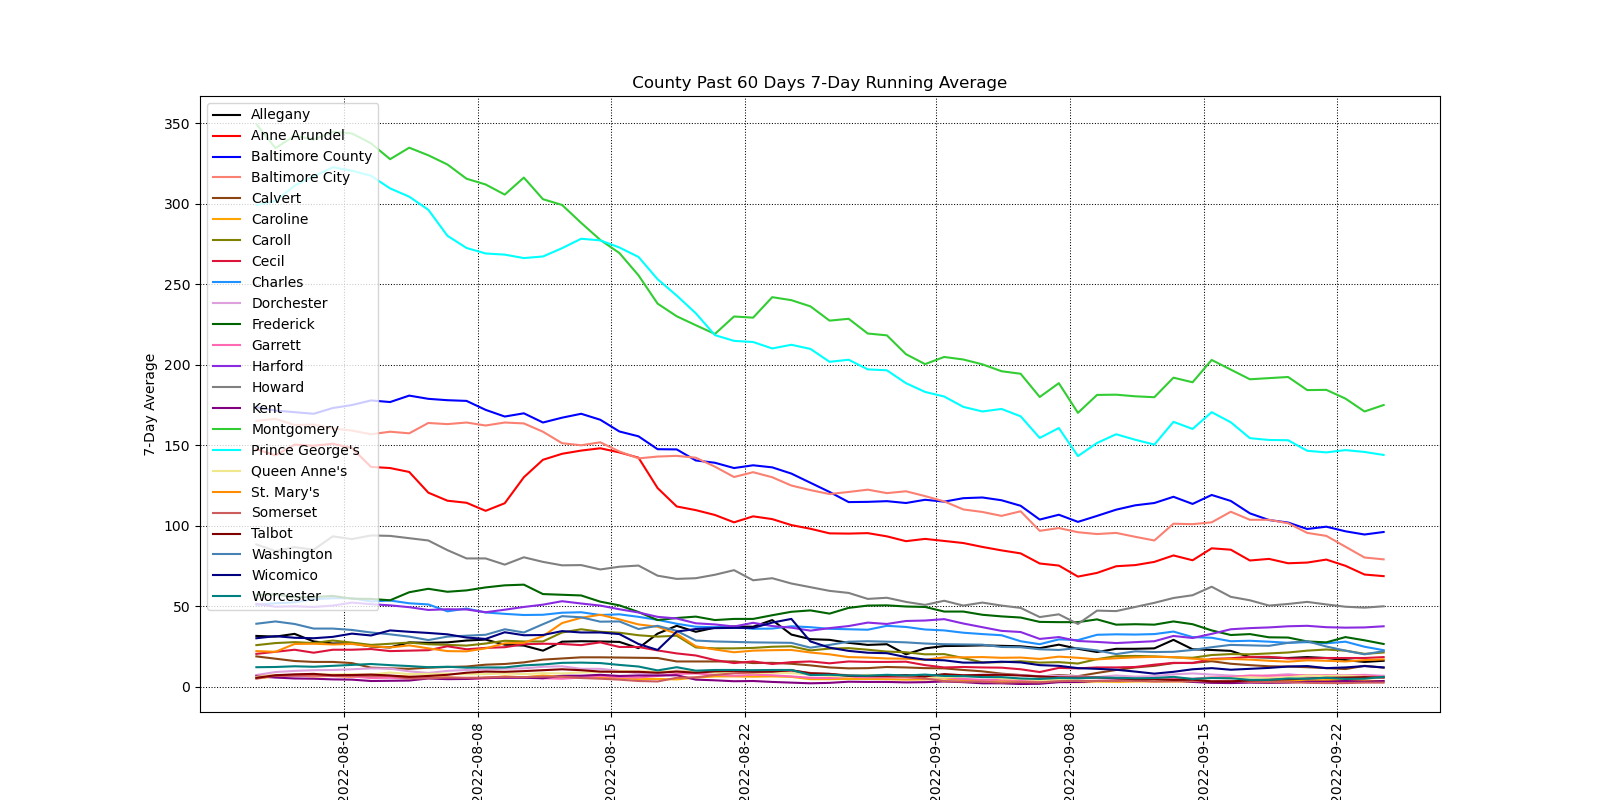 County Past 60 Days 7-Day Running Average
7-Day Average
350
300
250
200
150
100
50
0
Allegany
Anne Arundel
Baltimore County
Baltimore City
Calvert
Caroline
Caroll
Cecil
Charles
Dorchester
Frederick
Garrett
Harford
Howard
Kent
Montgomery
Prince George's
Queen Anne's
St. Mary's
Somerset
Talbot
Washington
Wicomico
Worcester
2022-08-01
2022-08-08
2022-08-15
2022-08-22
2022-09-01
2022-09-08
2022-09-15
2022-09-22